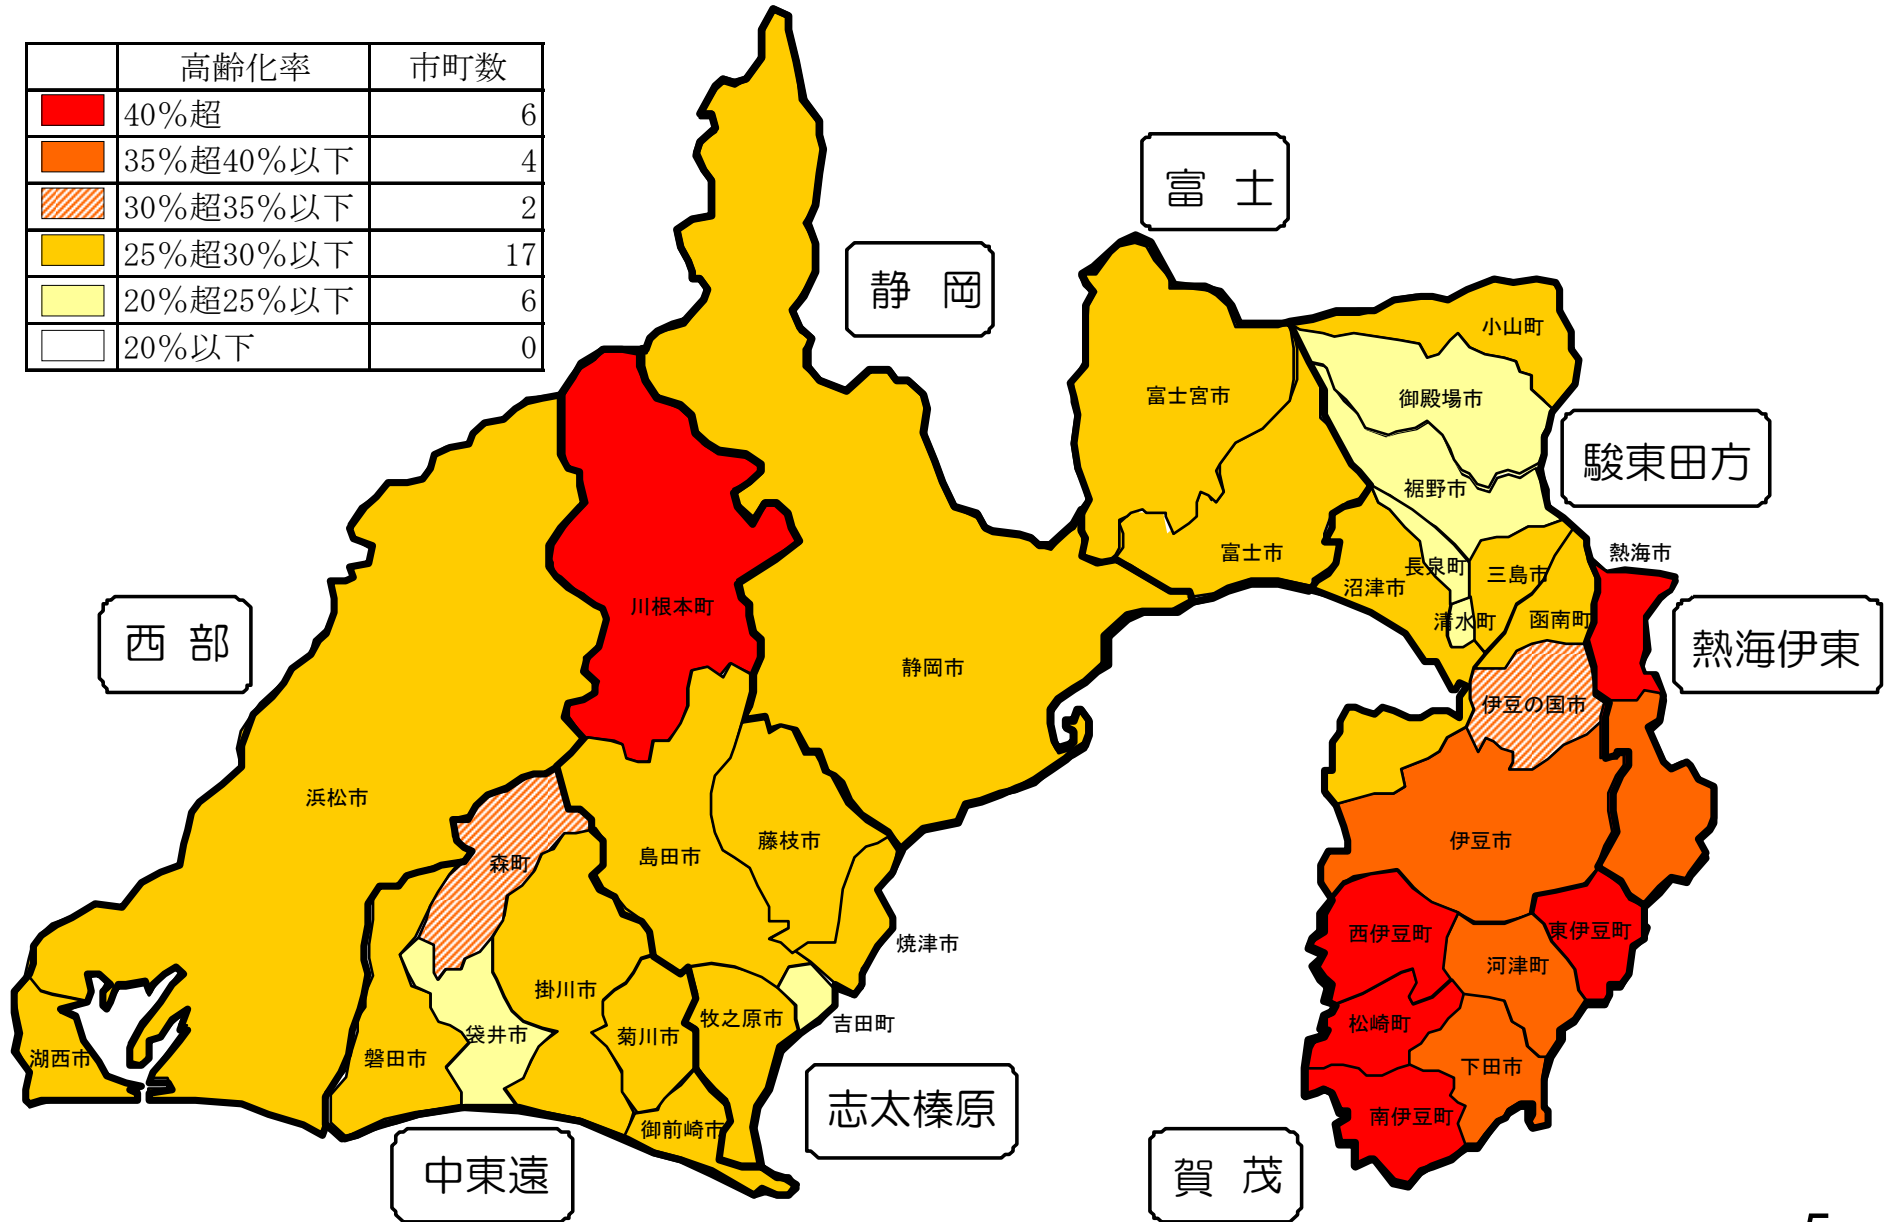 高齢化率 市町数
40％超 6
35％超40％以下 4
30％超35％以下 2
25％超30％以下 17
20％超25％以下 6
20％以下 0
富 士
静 岡
小山町
富士宮市
御殿場市
駿東田方
裾野市
富士市
熱海市
長泉町
三島市
沼津市
川根本町
清水町
函南町
西 部
熱海伊東
静岡市
伊豆の国市
浜松市
伊豆市
藤枝市
島田市
森町
西伊豆町
東伊豆町
焼津市
河津町
掛川市
牧之原市
吉田町
松崎町
袋井市
菊川市
湖西市
磐田市
下田市
志太榛原
南伊豆町
御前崎市
中東遠
賀 茂